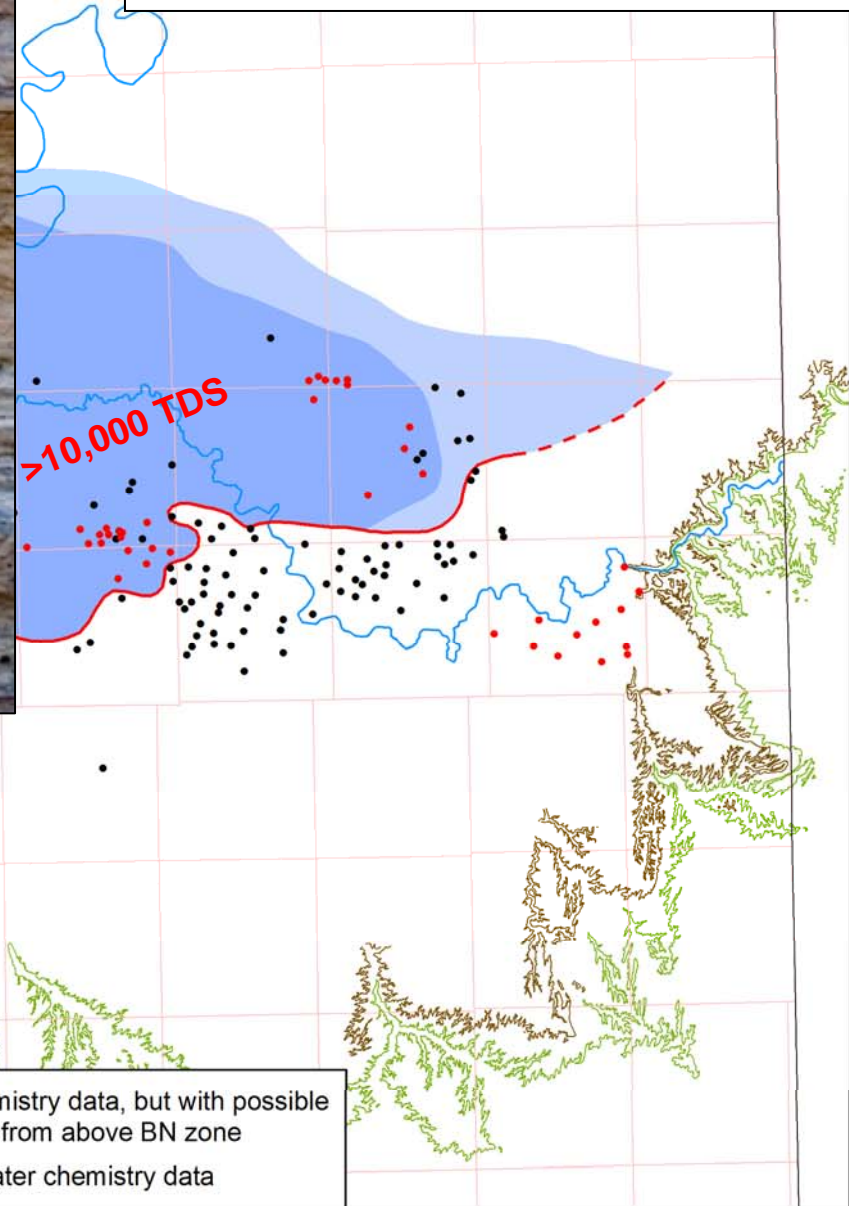 >10,000 TDS
mistry data, but with possible
from above BN zone
ater chemistry data